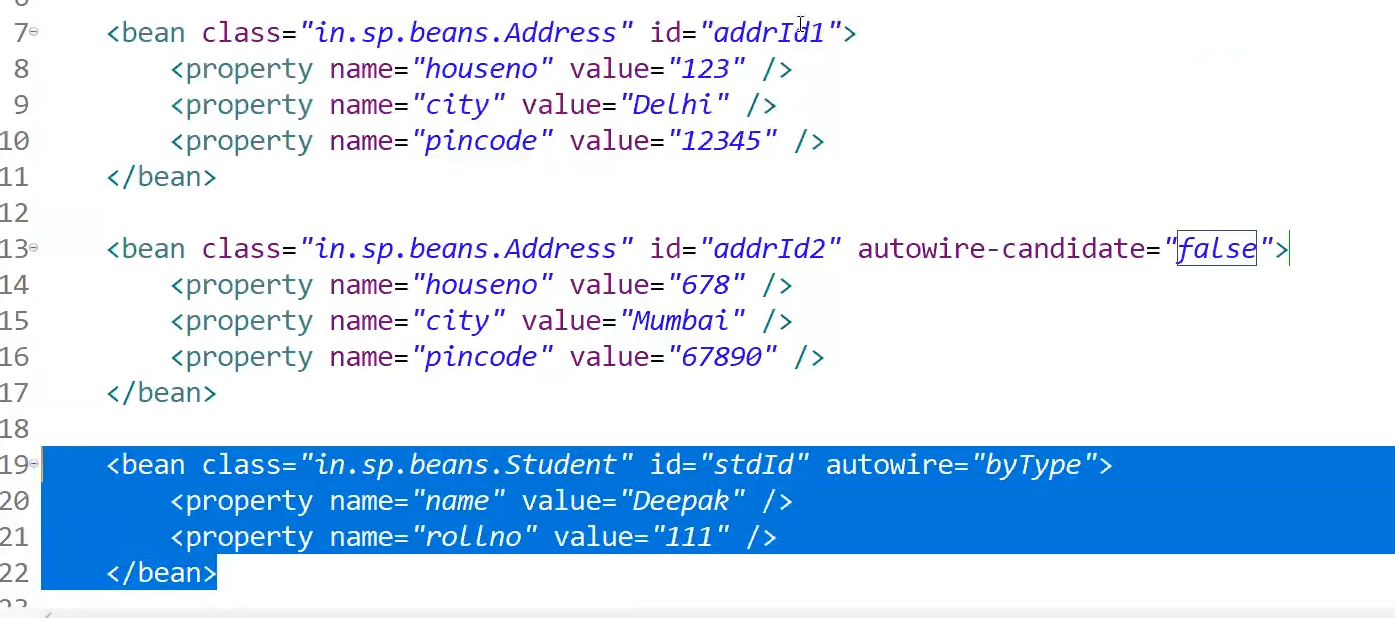 7 <bean class="in.sp.beans.Address" id="addrId1">
8 <property name="houseno" value="123" />
9 <property name="city" value="Delhi" />
10 <property name="pincode" value="12345" />
11 </bean>
12
13 <bean class="in.sp.beans.Address" id="addrId2" autowire-candidate="false">
14 <property name="houseno" value="678" />
15 <property name="city" value="Mumbai" />
16 <property name="pincode" value="67890" />
17 </bean>
18
19 <bean class="in.sp.beans.Student" id="stdId" autowire="byType">
20 <property name="name" value="Deepak" />
21 <property name="rollno" value="111" />
22 </bean>